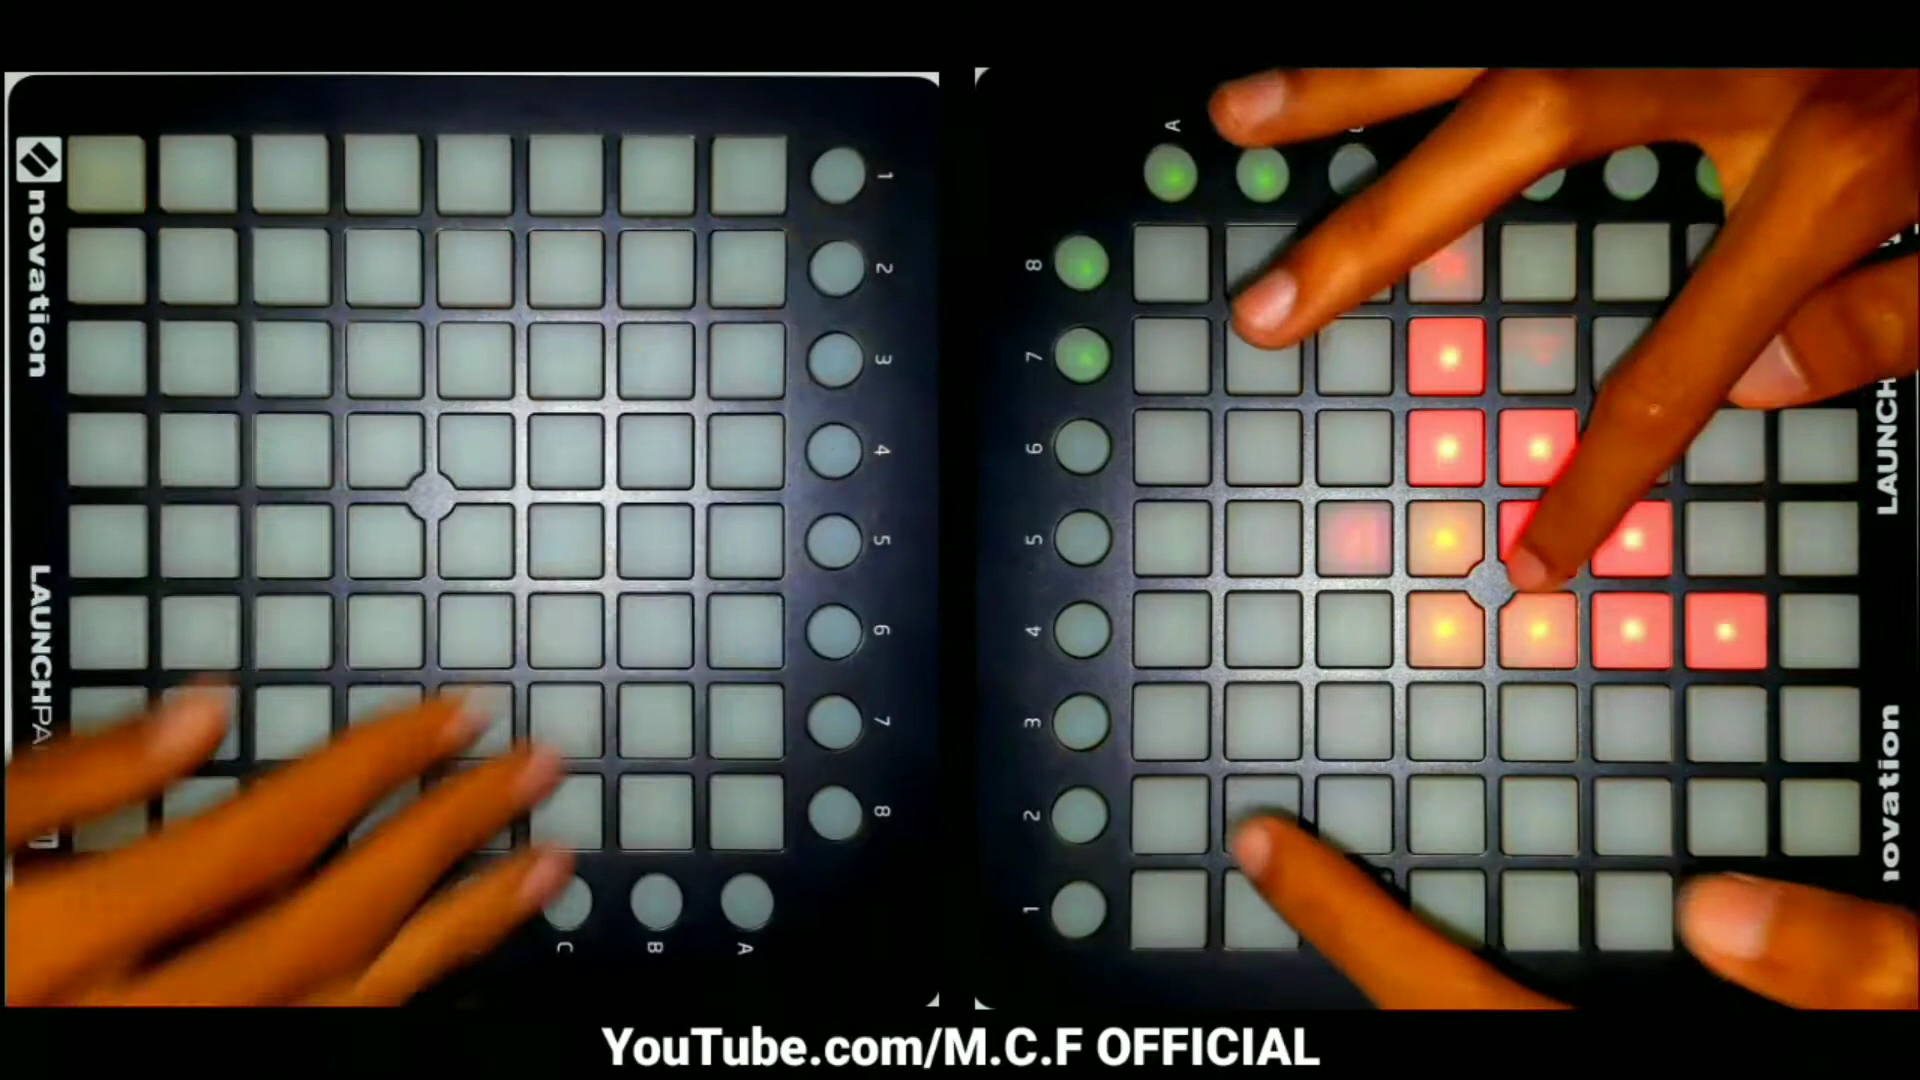 novation
LAUNCHPA
1
2
3
4
5
6
7
8
C
B
A
A
8
7
6
5
4
3
2
1
LAUNCH
novation
YouTube.com/M.C.F OFFICIAL